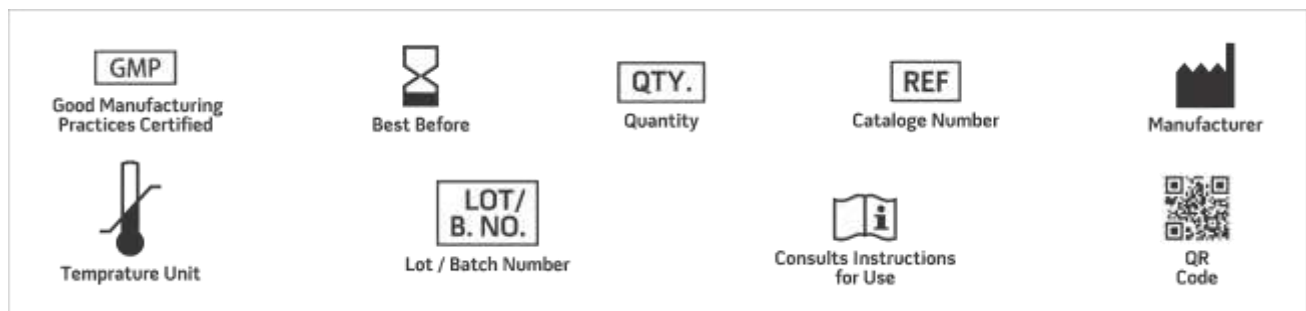 GMP
Good Manufacturing
Practices Certified
Best Before
QTY.
Quantity
REF
Cataloge Number
Manufacturer
Temprature Unit
LOT/
B. NO.
Lot / Batch Number
i
Consults Instructions
for Use
QR
Code